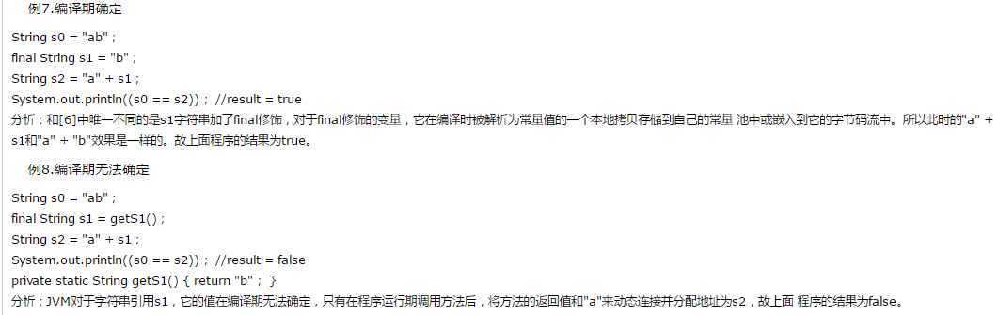 例7.编译期确定
String s0 = "ab" ;
final String s1 = "b" ;
String s2 = "a" + s1 ;
System.out.println((s0 == s2)) ; //result = true
分析：和[6]中唯一不同的是s1字符串加了final修饰，对于final修饰的变量，它在编译时被解析为常量值的一个本地拷贝存储到自己的常量 池中或嵌入到它的字节码流中。所以此时的"a" +
s1和"a" + "b"效果是一样的。故上面程序的结果为true。
例8.编译期无法确定
String s0 = "ab" ;
final String s1 = getS1() ;
String s2 = "a" + s1 ;
System.out.println((s0 == s2)) ; //result = false
private static String getS1() { return "b" ; }
分析：JVM对于字符串引用s1，它的值在编译期无法确定，只有在程序运行期调用方法后，将方法的返回值和"a"来动态连接并分配地址为s2，故上面 程序的结果为false。